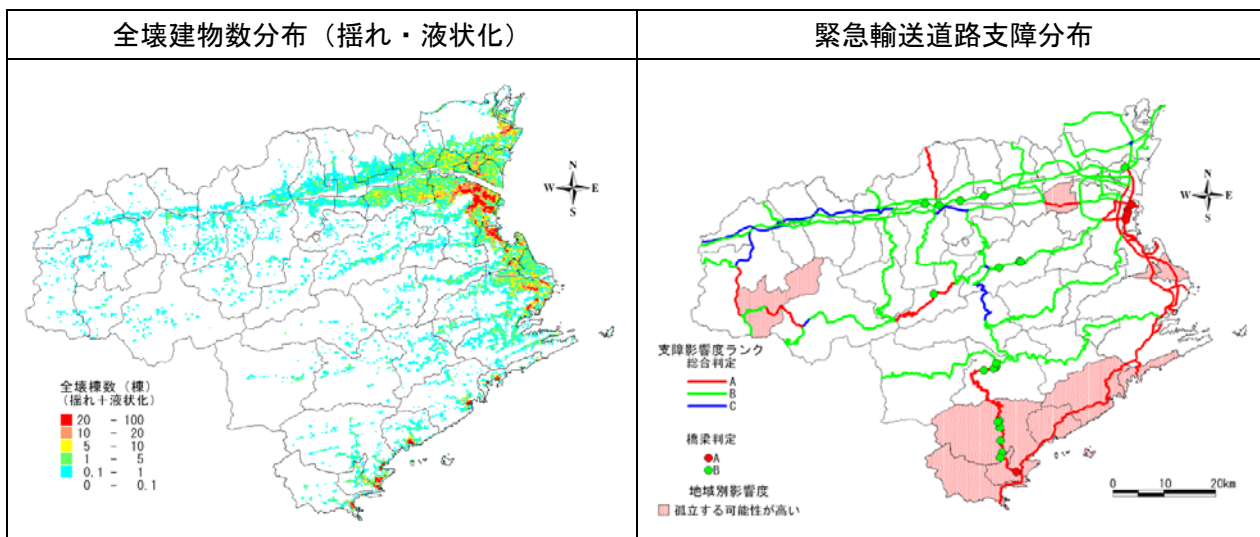 全壊建物数分布（揺れ・液状化）
緊急輸送道路支障分布
N
W E
S
全壊棟数（棟）
（揺れ＋液状化）
20 - 100
10 - 20
5 - 10
1 - 5
0.1 - 1
0 - 0.1
N
W E
S
支障影響度ランク
総合判定
A
B
C
橋梁判定
A
B
地域別影響度
孤立する可能性が高い
0 10 20km